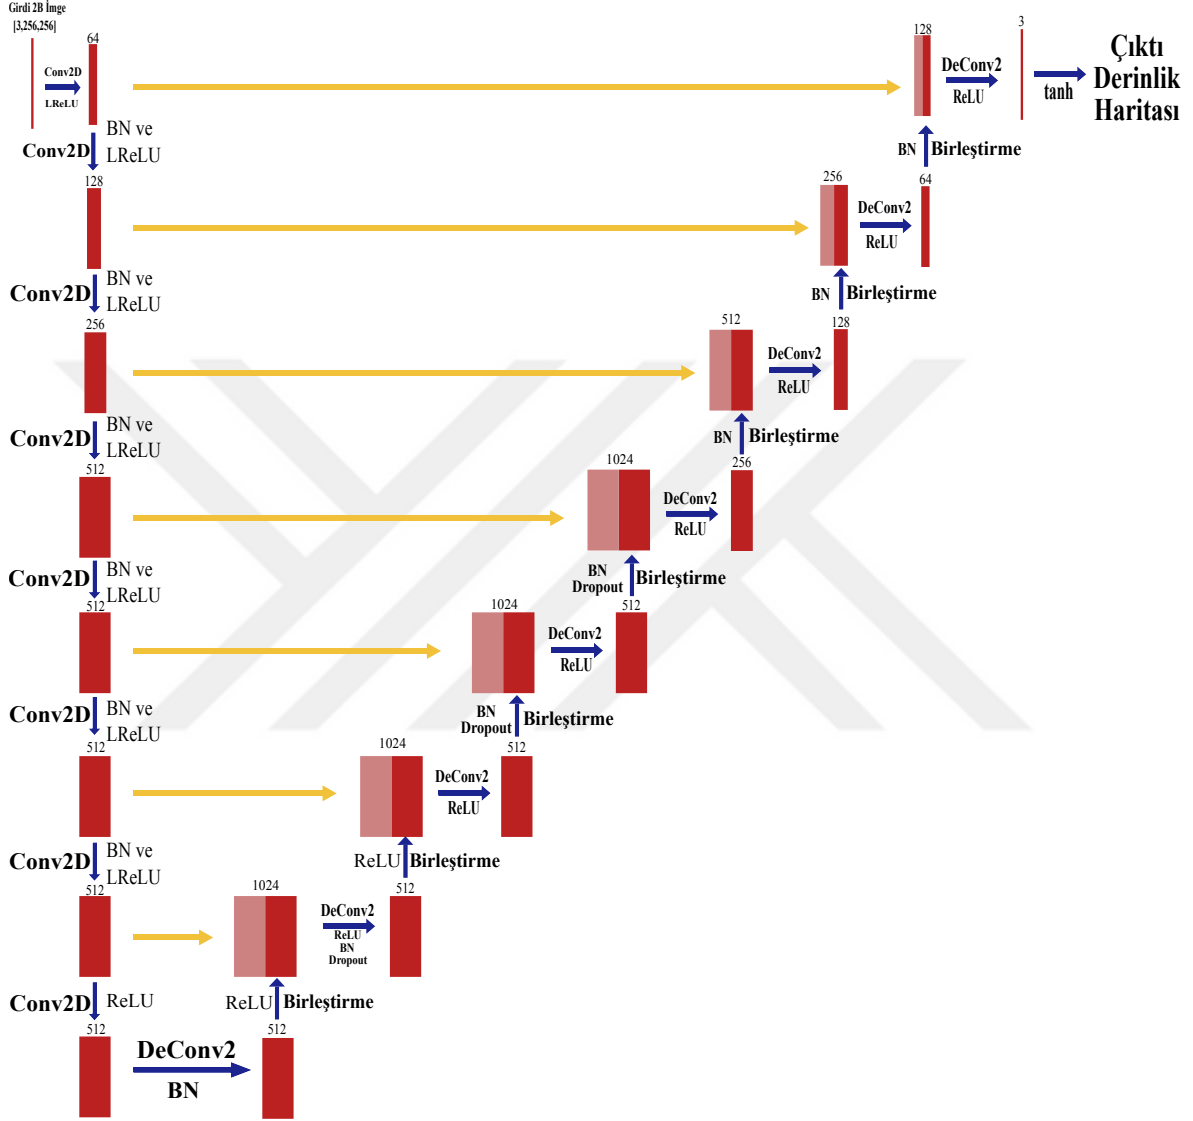 Girdi 2B İmge
[3,256,256]
Conv2D
LReLU
64
128
DeConv2
ReLU
3
tanh
Çıktı
Derinlik
Haritası
Conv2D
BN ve
LReLU
BN
Birleştirme
128
256
DeConv2
ReLU
64
Conv2D
BN ve
LReLU
BN
Birleştirme
256
512
DeConv2
ReLU
128
Conv2D
BN ve
LReLU
BN
Birleştirme
512
1024
DeConv2
ReLU
256
Conv2D
BN ve
LReLU
BN
Dropout
Birleştirme
512
1024
DeConv2
ReLU
512
Conv2D
BN ve
LReLU
BN
Dropout
Birleştirme
512
1024
DeConv2
ReLU
512
Conv2D
BN ve
LReLU
ReLU
Birleştirme
512
1024
DeConv2
ReLU
BN
Dropout
512
Conv2D
ReLU
ReLU
Birleştirme
512
DeConv2
BN
512